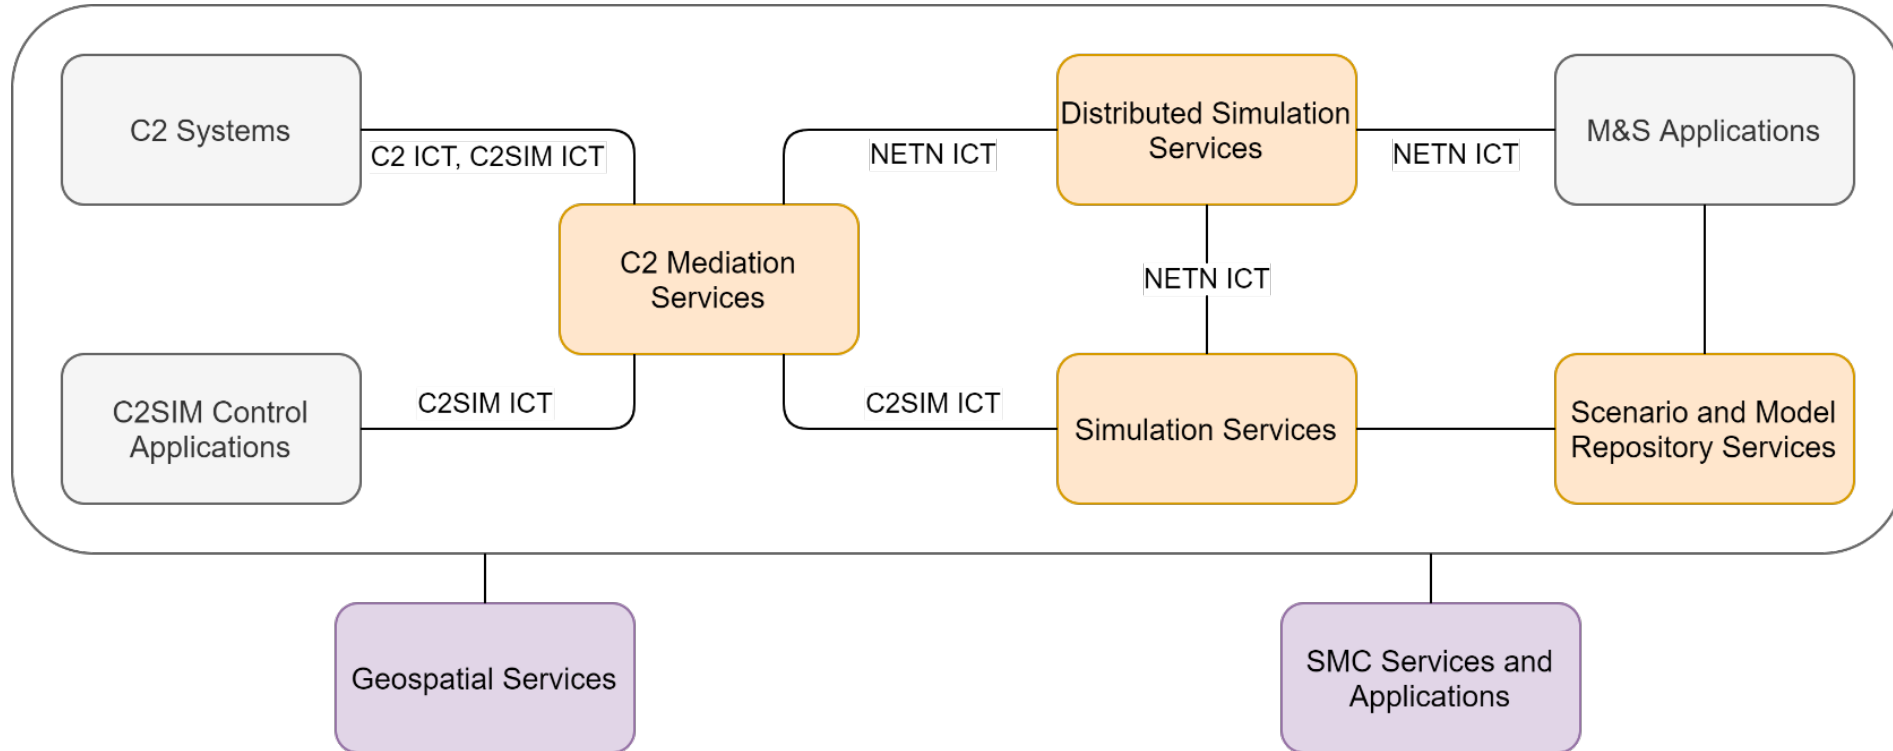 C2 Systems
C2 ICT, C2SIM ICT
NETN ICT
Distributed Simulation
Services
NETN ICT
M&S Applications
C2 Mediation
Services
NETN ICT
C2SIM Control
Applications
C2SIM ICT
C2SIM ICT
Simulation Services
Scenario and Model
Repository Services
Geospatial Services
SMC Services and
Applications